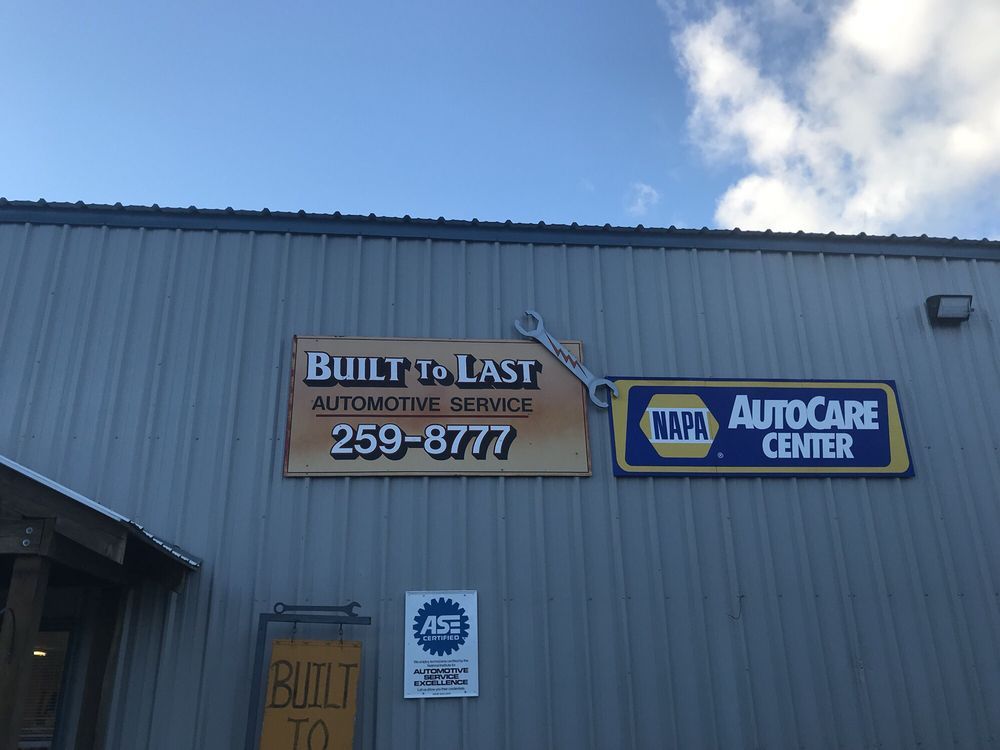 BUILT TO LAST
AUTOMOTIVE SERVICE
259-8777
NAPA
AUTOCARE
CENTER
ASE
CERTIFIED
AUTOMOTIVE
SERVICE
EXCELLENCE
BUILT
TO